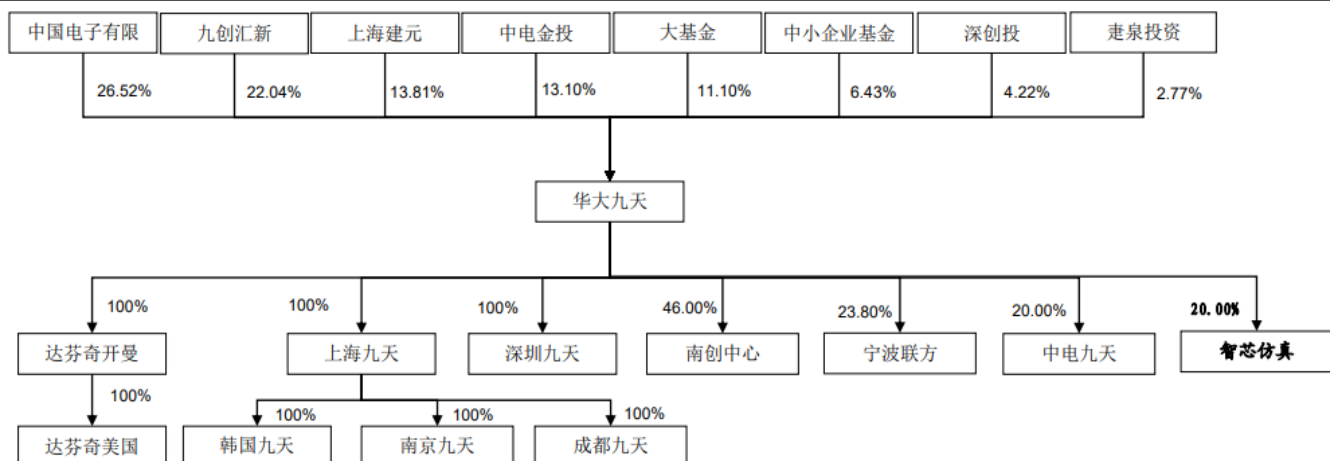 中国电子有限 九创汇新 上海建元 中电金投 大基金 中小企业基金 深创投 疌泉投资
26.52% 22.04% 13.81% 13.10% 11.10% 6.43% 4.22% 2.77%
华大九天
100% 100% 100% 46.00% 23.80% 20.00% 20.00%
达芬奇开曼 上海九天 深圳九天 南创中心 宁波联方 中电九天 智芯仿真
100% 100% 100% 100%
达芬奇美国 韩国九天 南京九天 成都九天